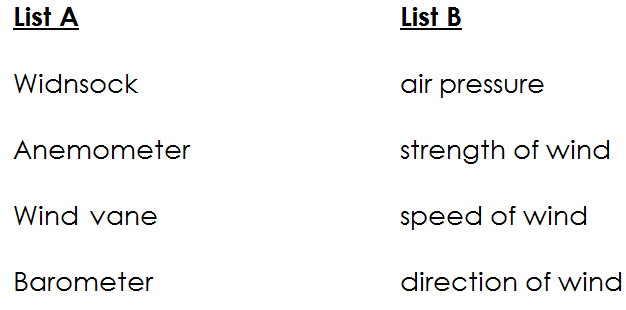 List A List B
Widnsock air pressure
Anemometer strength of wind
Wind vane speed of wind
Barometer direction of wind